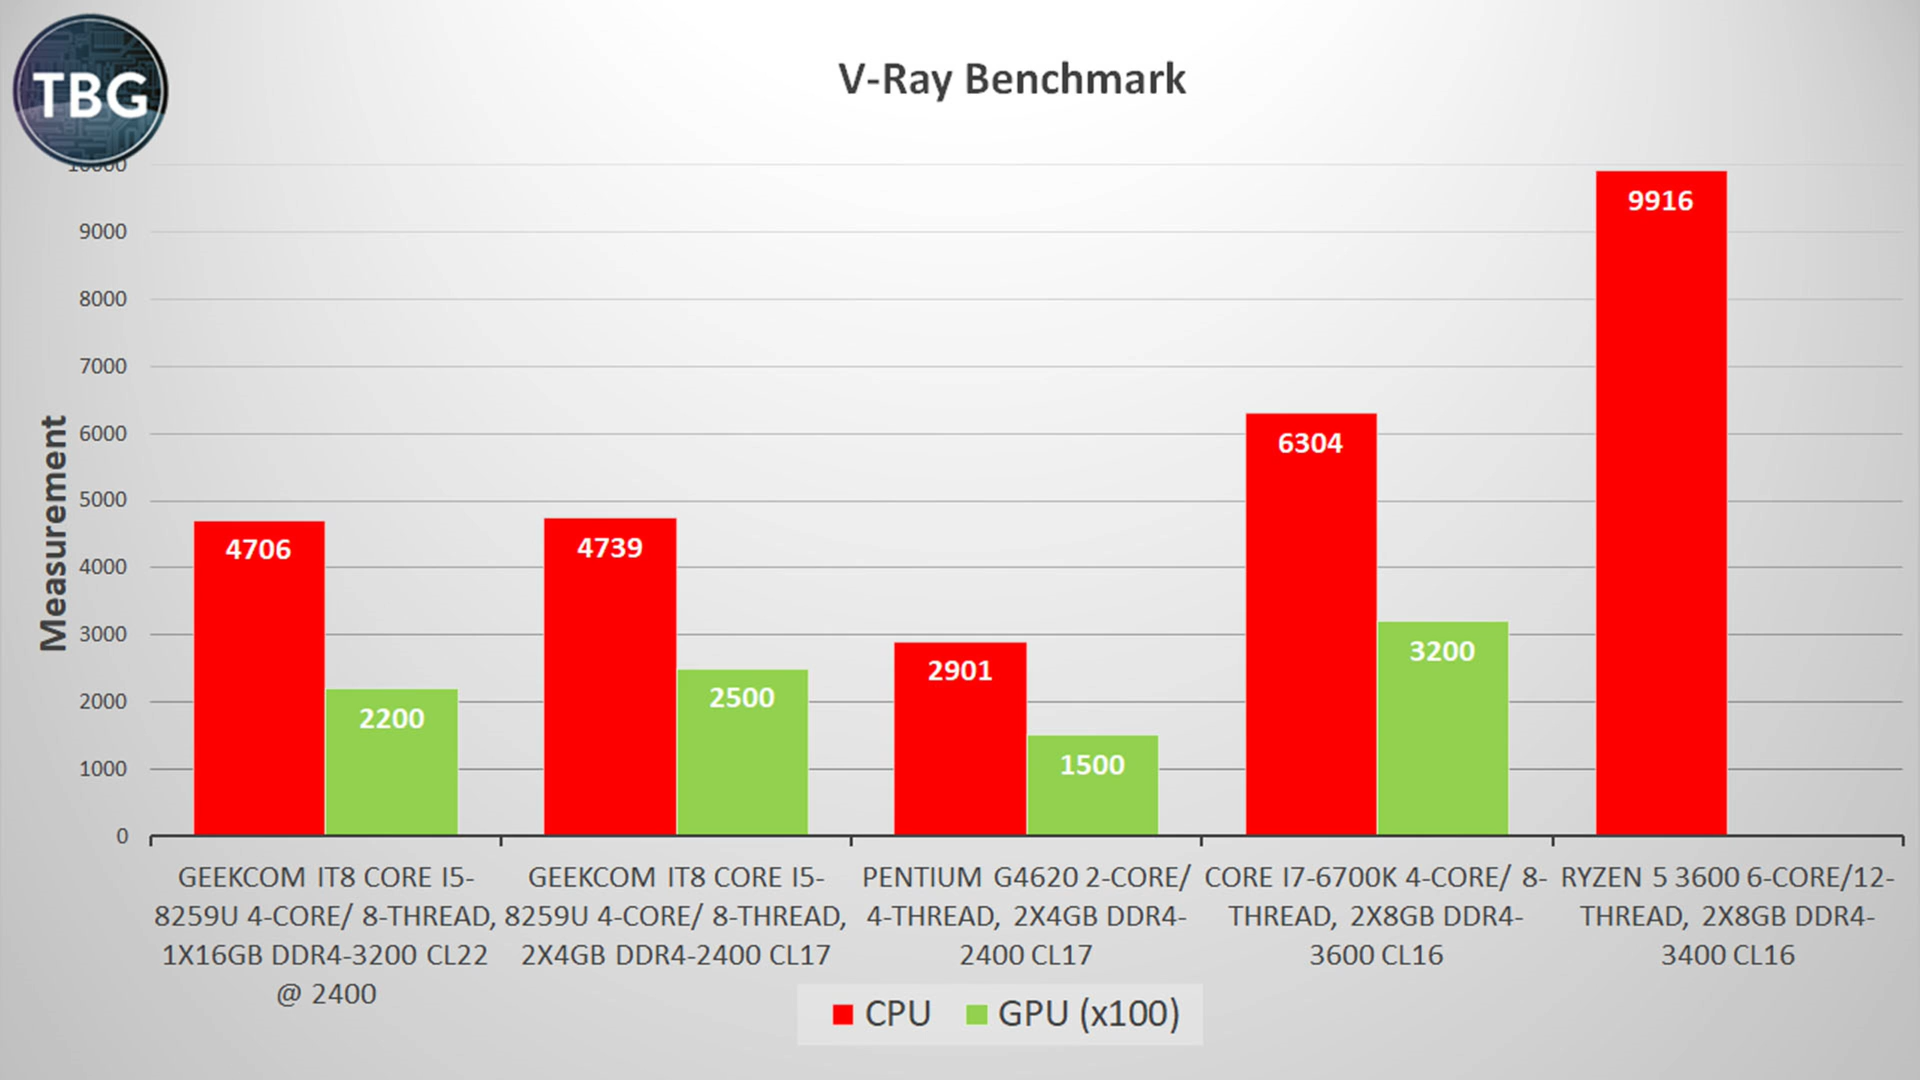 TBG
V-Ray Benchmark
Measurement
10000
9000
8000
7000
6000
5000
4000
3000
2000
1000
0
4706
2200
4739
2500
2901
1500
6304
3200
9916
GEEKCOM IT8 CORE I5-
8259U 4-CORE/ 8-THREAD,
1X16GB DDR4-3200 CL22
@ 2400
GEEKCOM IT8 CORE I5-
8259U 4-CORE/ 8-THREAD,
2X4GB DDR4-2400 CL17
PENTIUM G4620 2-CORE/
4-THREAD, 2X4GB DDR4-
2400 CL17
CORE I7-6700K 4-CORE/ 8-
THREAD, 2X8GB DDR4-
3600 CL16
RYZEN 5 3600 6-CORE/12-
THREAD, 2X8GB DDR4-
3400 CL16
CPU
GPU (x100)